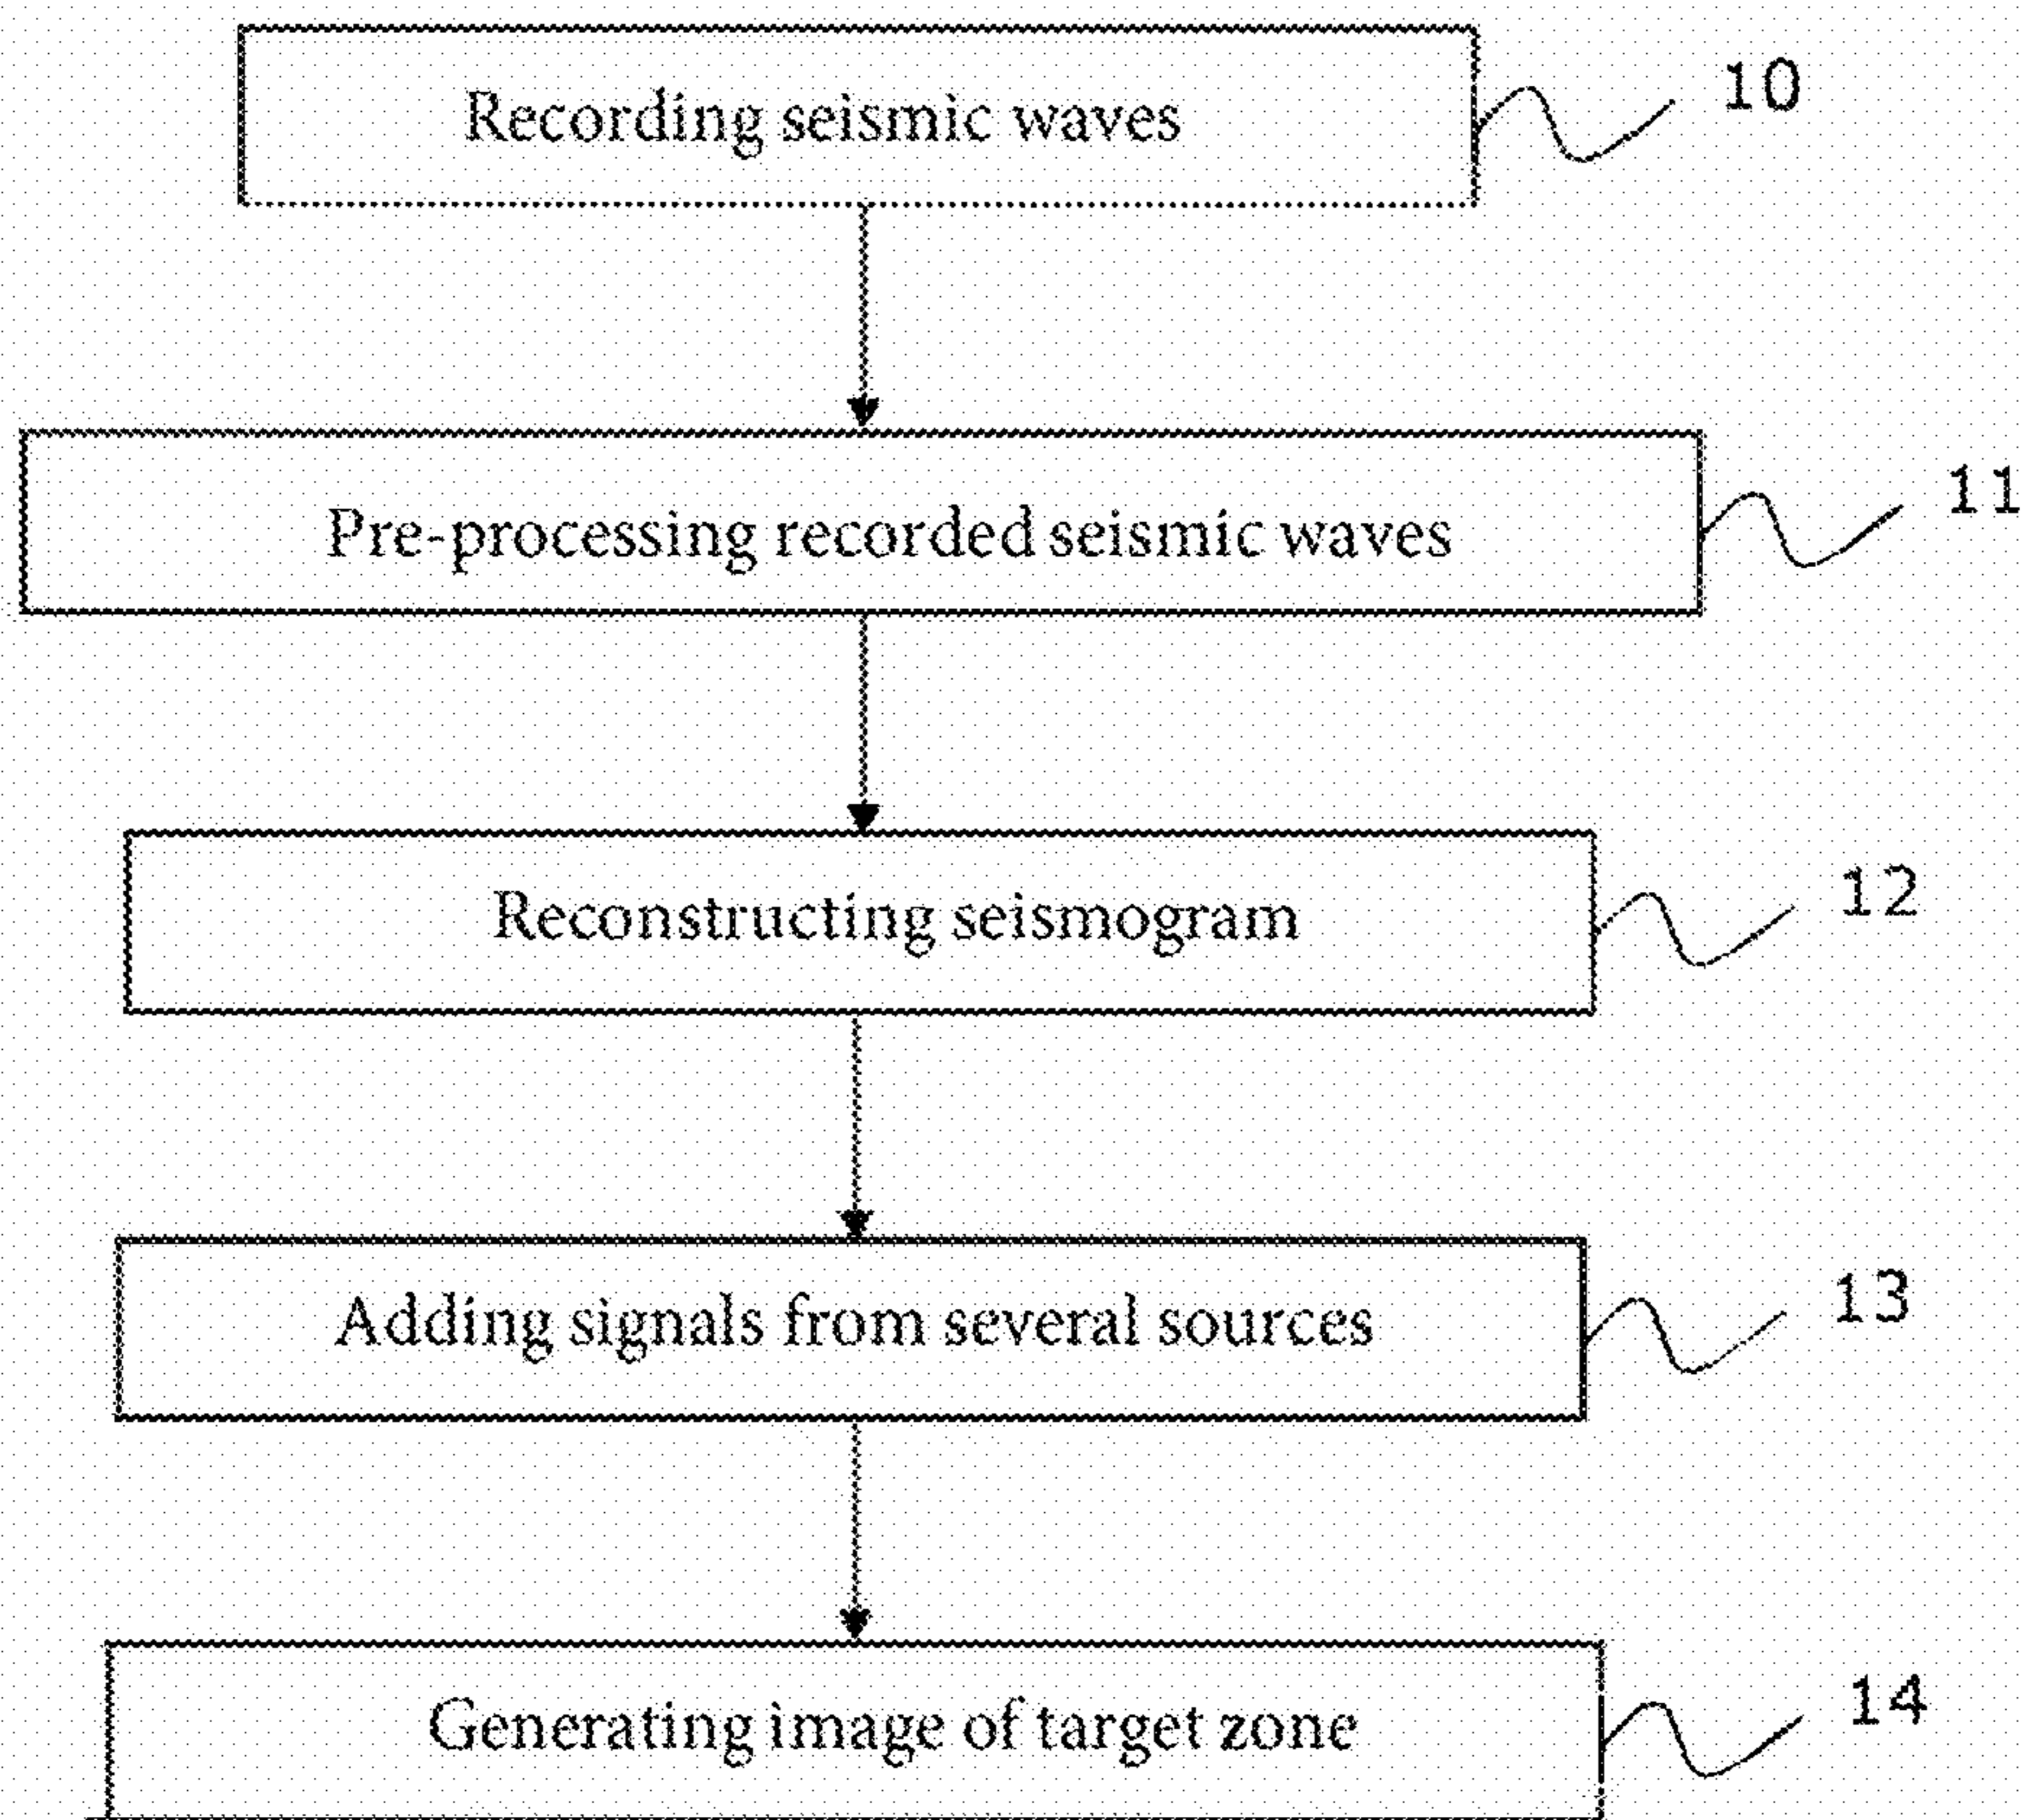 Recording seismic waves
10
Pre-processing recorded seismic waves
11
Reconstructing seismogram
12
Adding signals from several sources
13
Generating image of target zone
14